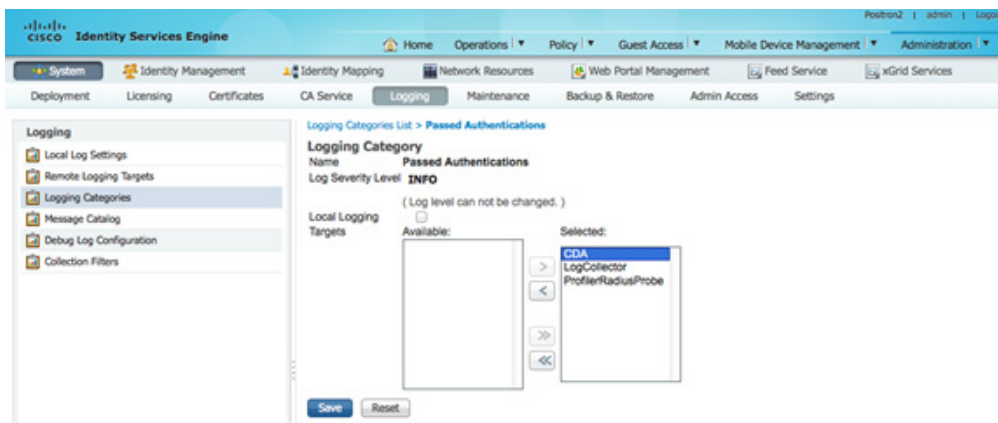 Positron2 | admin | Logo
cisco Identity Services Engine
Home Operations | Policy | Guest Access | Mobile Device Management | Administration |
System Identity Management Identity Mapping Network Resources Web Portal Management Feed Service xGrid Services
Deployment Licensing Certificates CA Service Logging Maintenance Backup & Restore Admin Access Settings
Logging
Local Log Settings
Remote Logging Targets
Logging Categories
Message Catalog
Debug Log Configuration
Collection Filters
Logging Categories List > Passed Authentications
Logging Category
Name Passed Authentications
Log Severity Level INFO
( Log level can not be changed. )
Local Logging
Targets Available: Selected:
CDA
LogCollector
ProfilerRadiusProbe
>
<
>>
<<
Save Reset